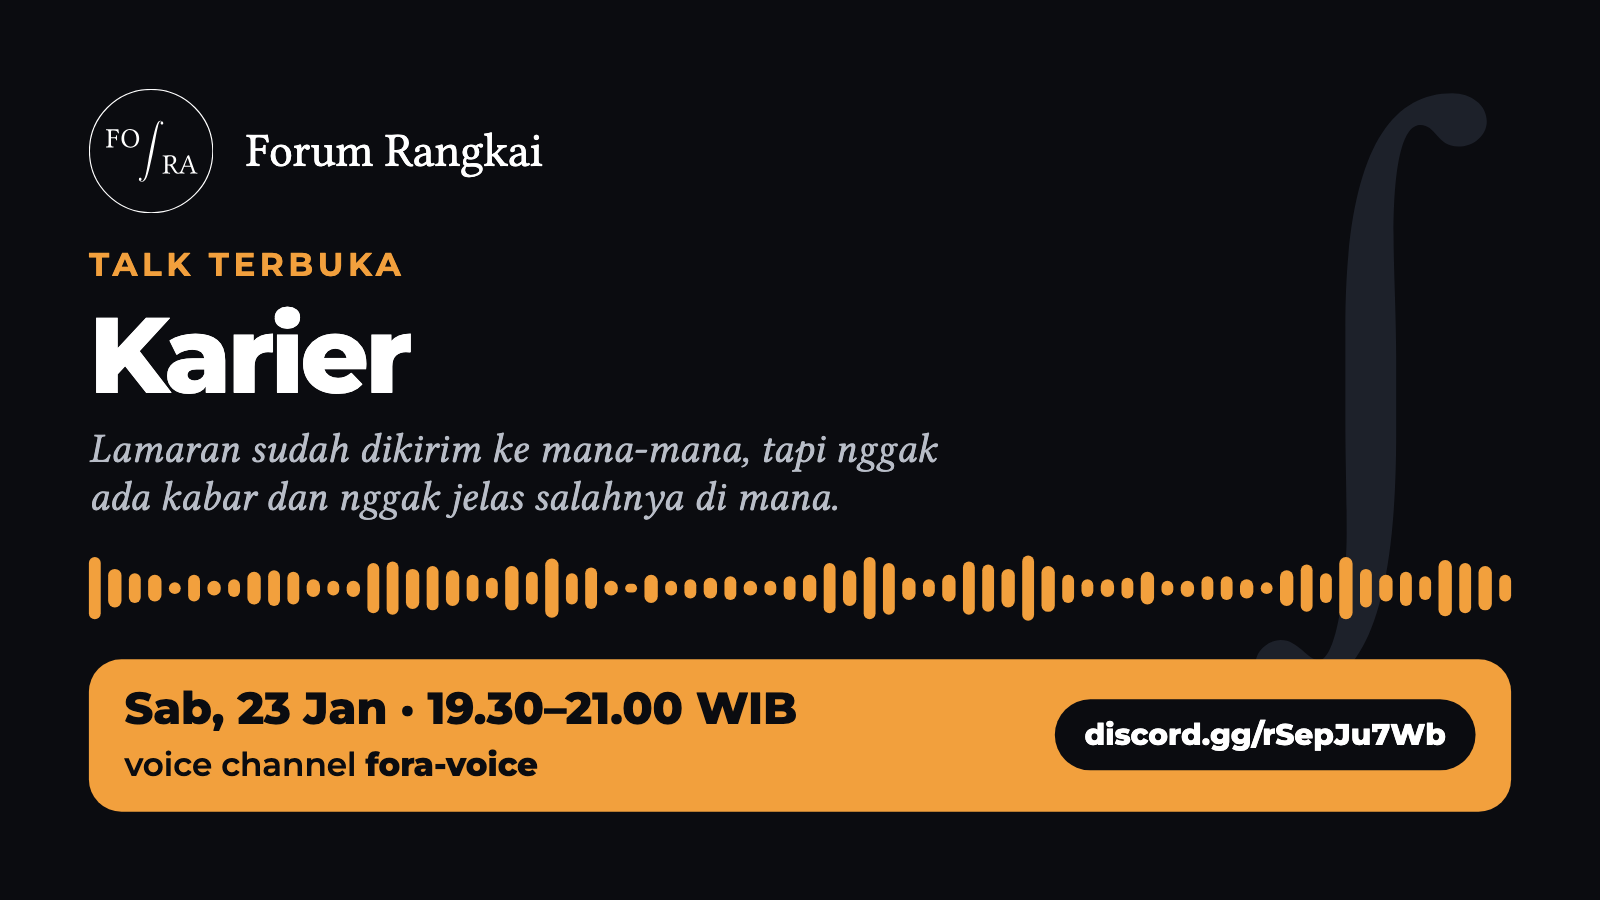 FO RA
Forum Rangkai
TALK TERBUKA
Karier
Lamaran sudah dikirim ke mana-mana, tapi nggak
ada kabar dan nggak jelas salahnya di mana.
Sab, 23 Jan • 19.30–21.00 WIB
voice channel fora-voice
discord.gg/rSepJu7Wb